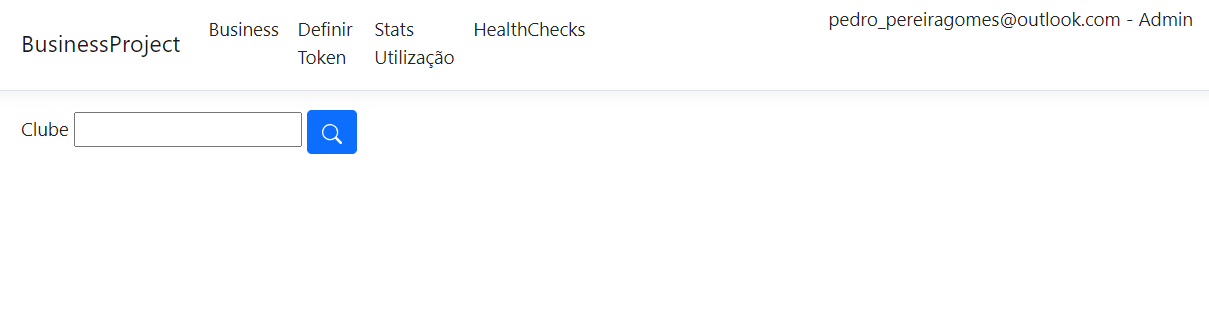 BusinessProject
Business
Definir
Token
Stats
Utilização
HealthChecks
pedro_pereiragomes@outlook.com - Admin
Clube